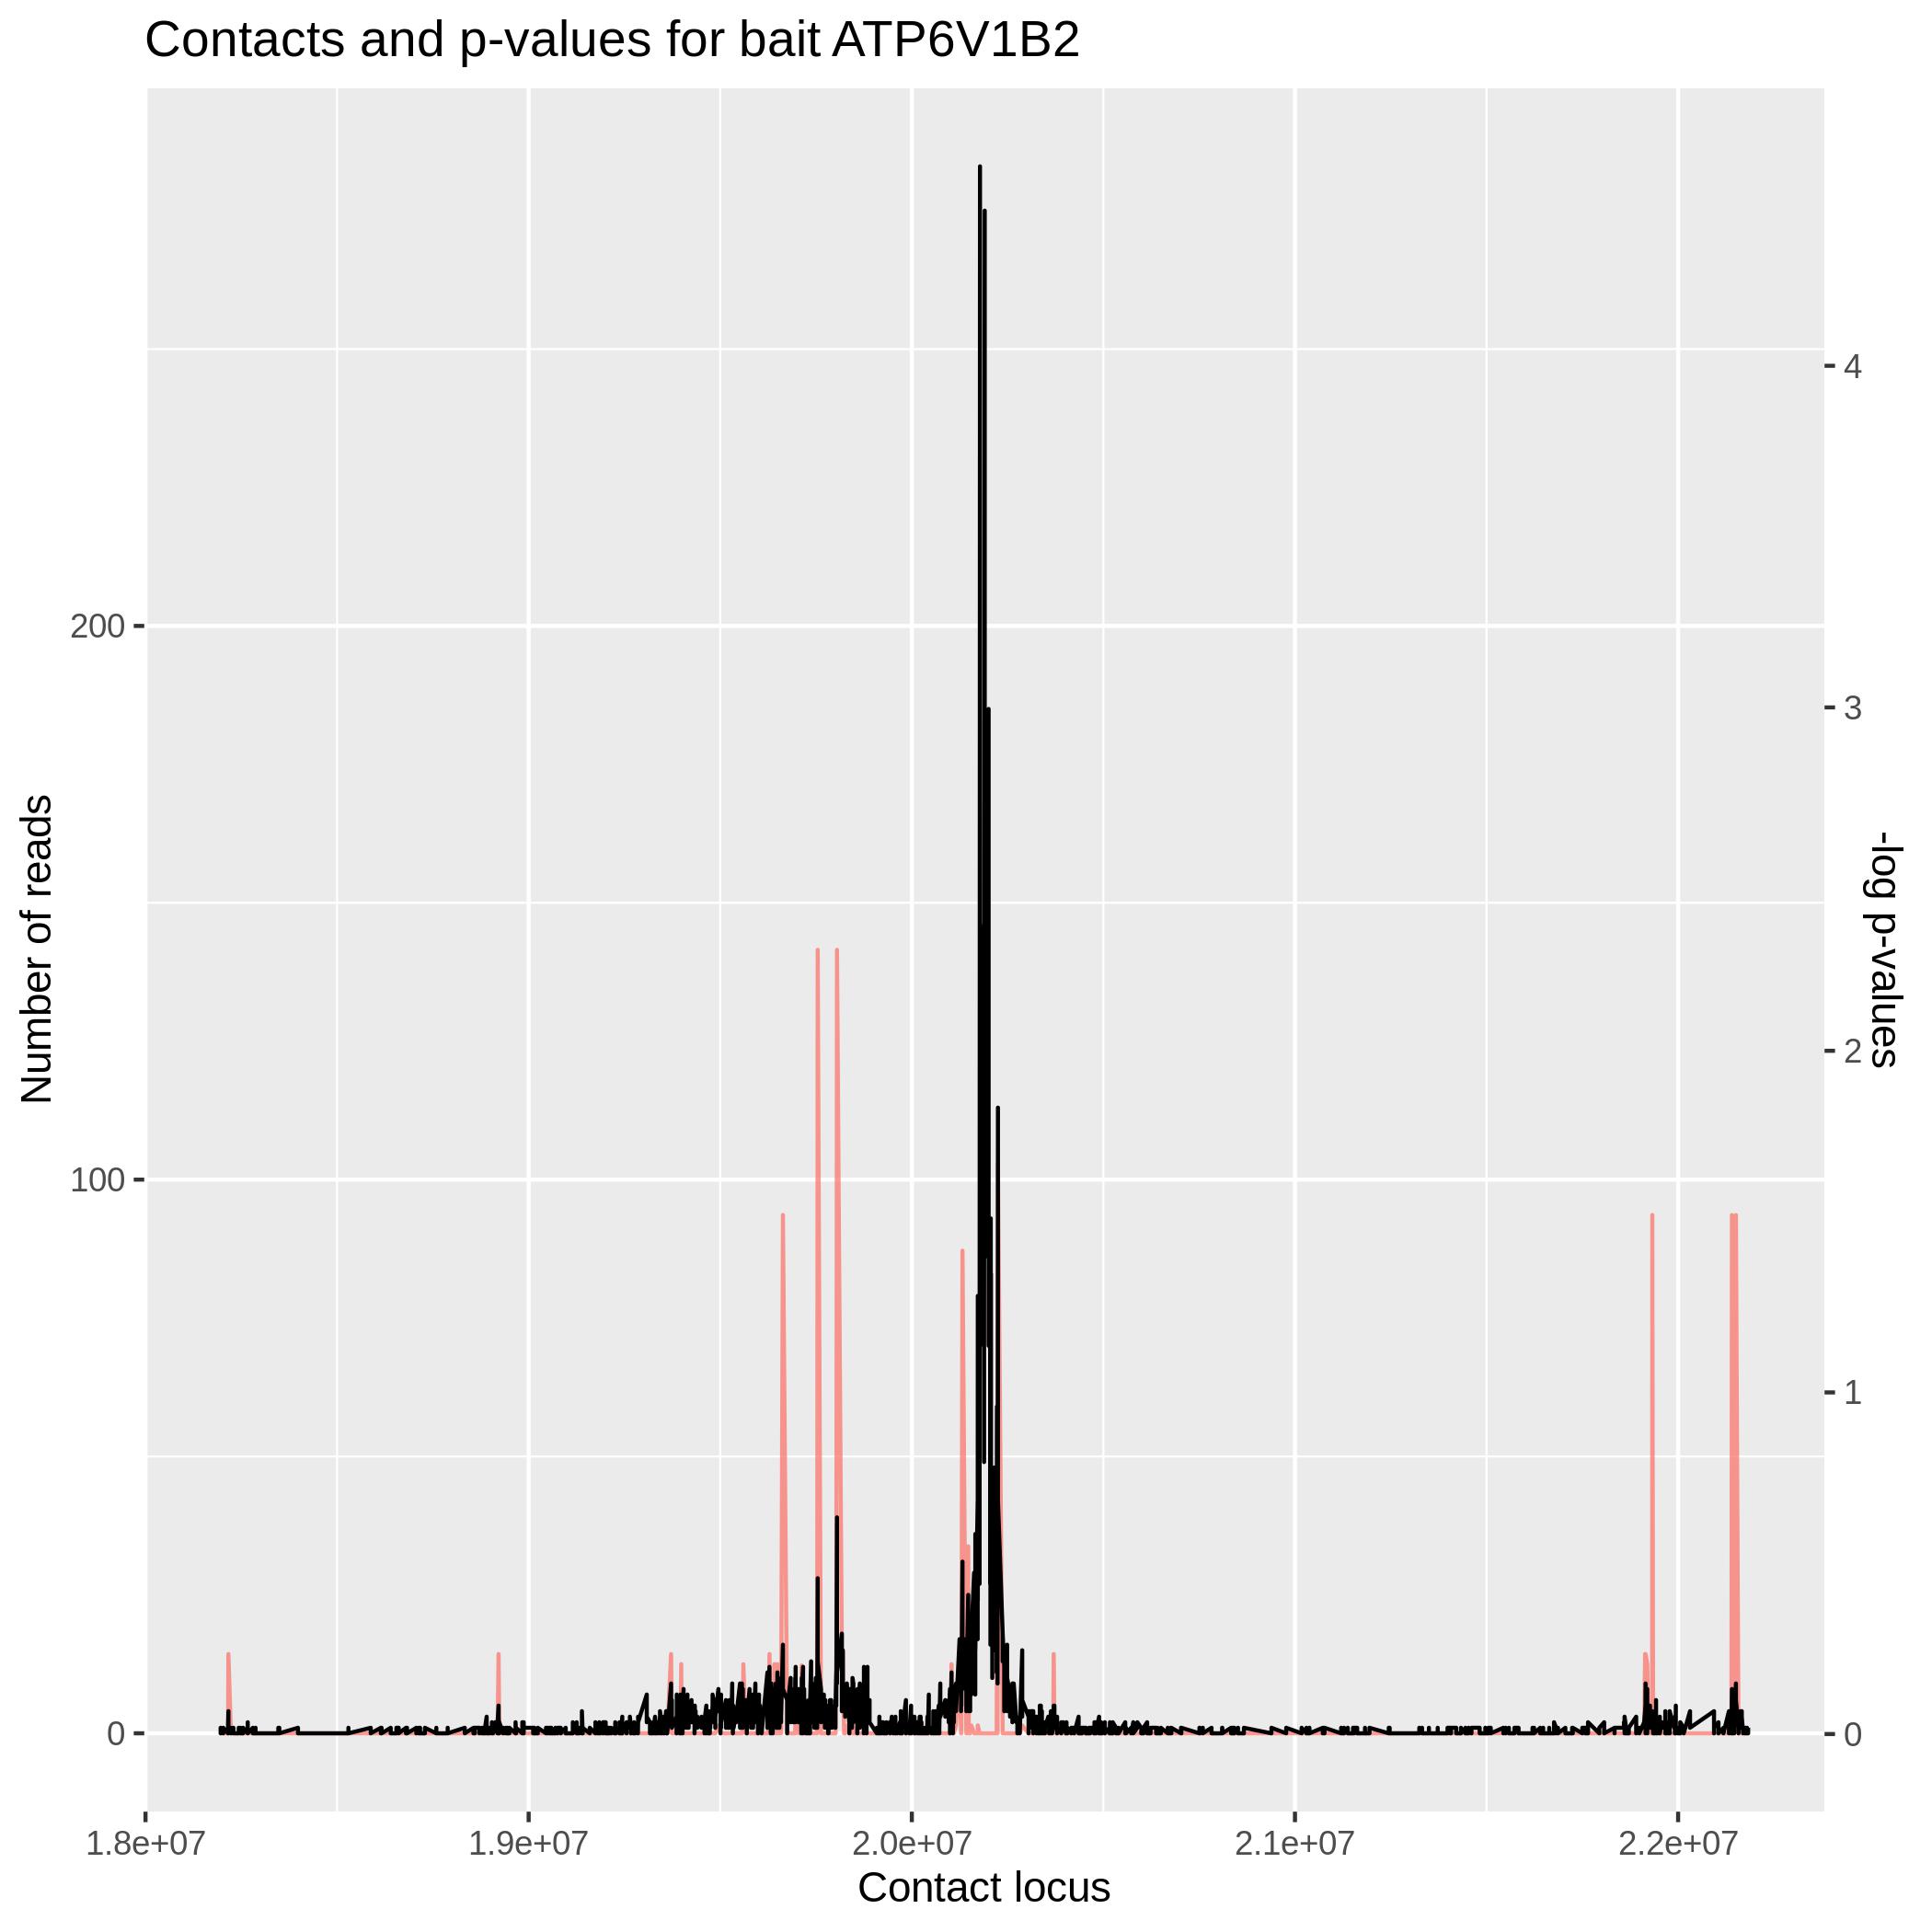 Contacts and p-values for bait ATP6V1B2
Number of reads
200
100
0
4
3
2
1
0
-log p-values
1.8e+07 1.9e+07 2.0e+07 2.1e+07 2.2e+07
Contact locus